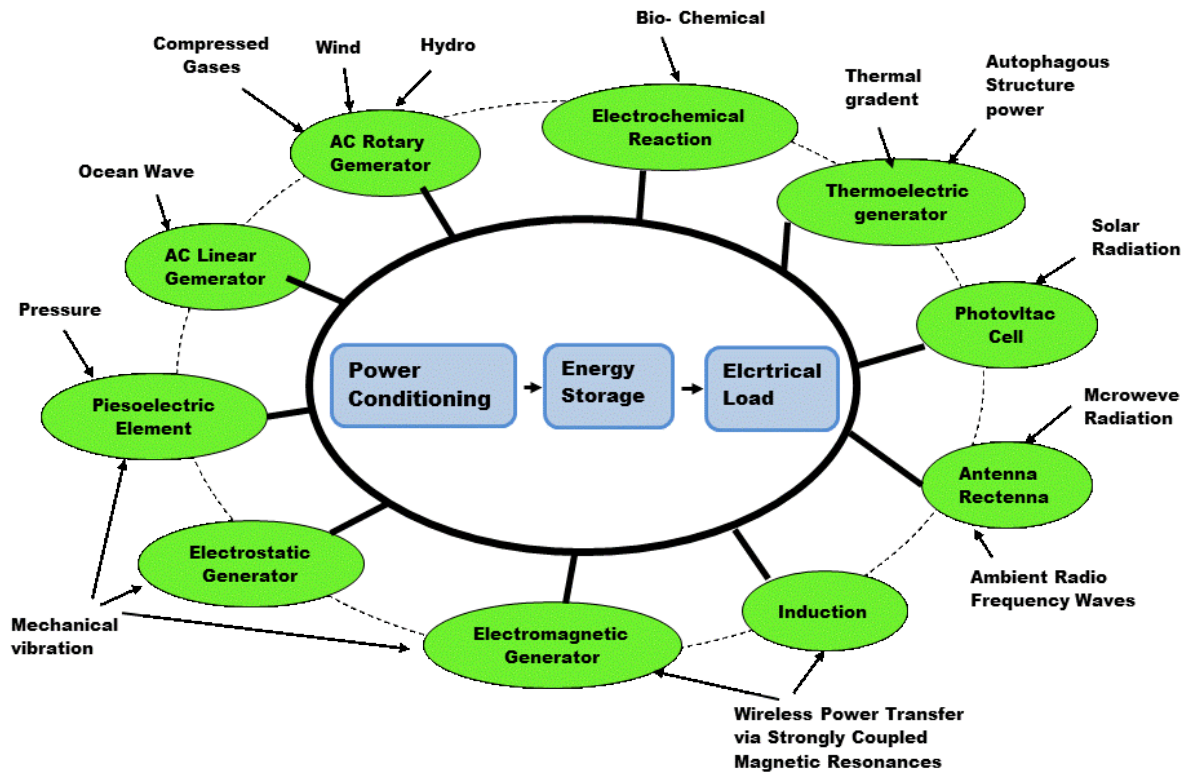 Bio- Chemical
Compressed
Gases
Wind
Hydro
Thermal
gradent
Autophagous
Structure
power
Electrochemical
Reaction
AC Rotary
Gemerator
Ocean Wave
Thermoelectric
generator
AC Linear
Gemerator
Solar
Radiation
Pressure
Photovltac
Cell
Power
Conditioning
Energy
Storage
Elcrtrical
Load
Piesoelectric
Element
Mcroweve
Radiation
Antenna
Rectenna
Electrostatic
Generator
Ambient Radio
Frequency Waves
Induction
Mechanical
vibration
Electromagnetic
Generator
Wireless Power Transfer
via Strongly Coupled
Magnetic Resonances